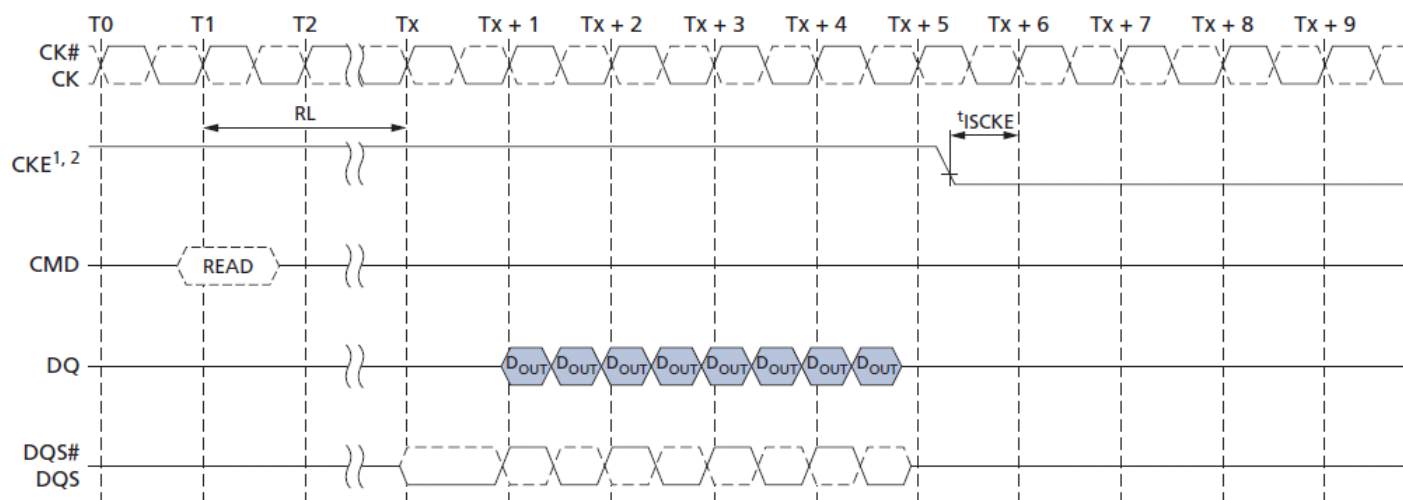 T0 T1 T2 Tx Tx + 1 Tx + 2 Tx + 3 Tx + 4 Tx + 5 Tx + 6 Tx + 7 Tx + 8 Tx + 9
CK#
CK
RL
tISCKE
CKE1, 2
CMD
READ
DQ
DOUT DOUT DOUT DOUT DOUT DOUT DOUT DOUT
DQS#
DQS